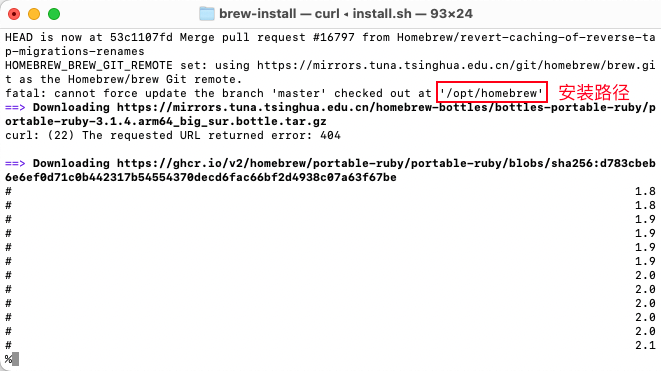 brew-install — curl ◂ install.sh — 93×24
HEAD is now at 53c1107fd Merge pull request #16797 from Homebrew/revert-caching-of-reverse-ta
p-migrations-renames
HOMEBREW_BREW_GIT_REMOTE set: using https://mirrors.tuna.tsinghua.edu.cn/git/homebrew/brew.gi
t as the Homebrew/brew Git remote.
fatal: cannot force update the branch 'master' checked out at '/opt/homebrew' 安装路径
==> Downloading https://mirrors.tuna.tsinghua.edu.cn/homebrew-bottles/bottles-portable-ruby/p
ortable-ruby-3.1.4.arm64_big_sur.bottle.tar.gz
curl: (22) The requested URL returned error: 404
==> Downloading https://ghcr.io/v2/homebrew/portable-ruby/portable-ruby/blobs/sha256:d783cbeb
6e6ef0d71c0b442317b54554370decd6fac66bf2d4938c07a63f67be
# 1.8
# 1.8
# 1.9
# 1.9
# 1.9
# 1.9
# 2.0
# 2.0
# 2.0
# 2.0
# 2.0
# 2.1
%